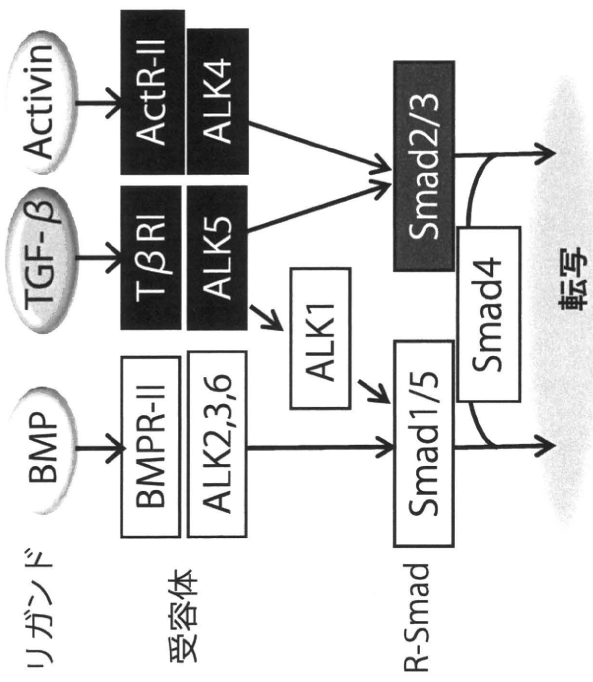 リガンド
BMP
TGF-β
Activin
受容体
BMPR-II
TβRI
ActR-II
ALK2,3,6
ALK5
ALK4
ALK1
R-Smad
Smad1/5
Smad2/3
Smad4
転写